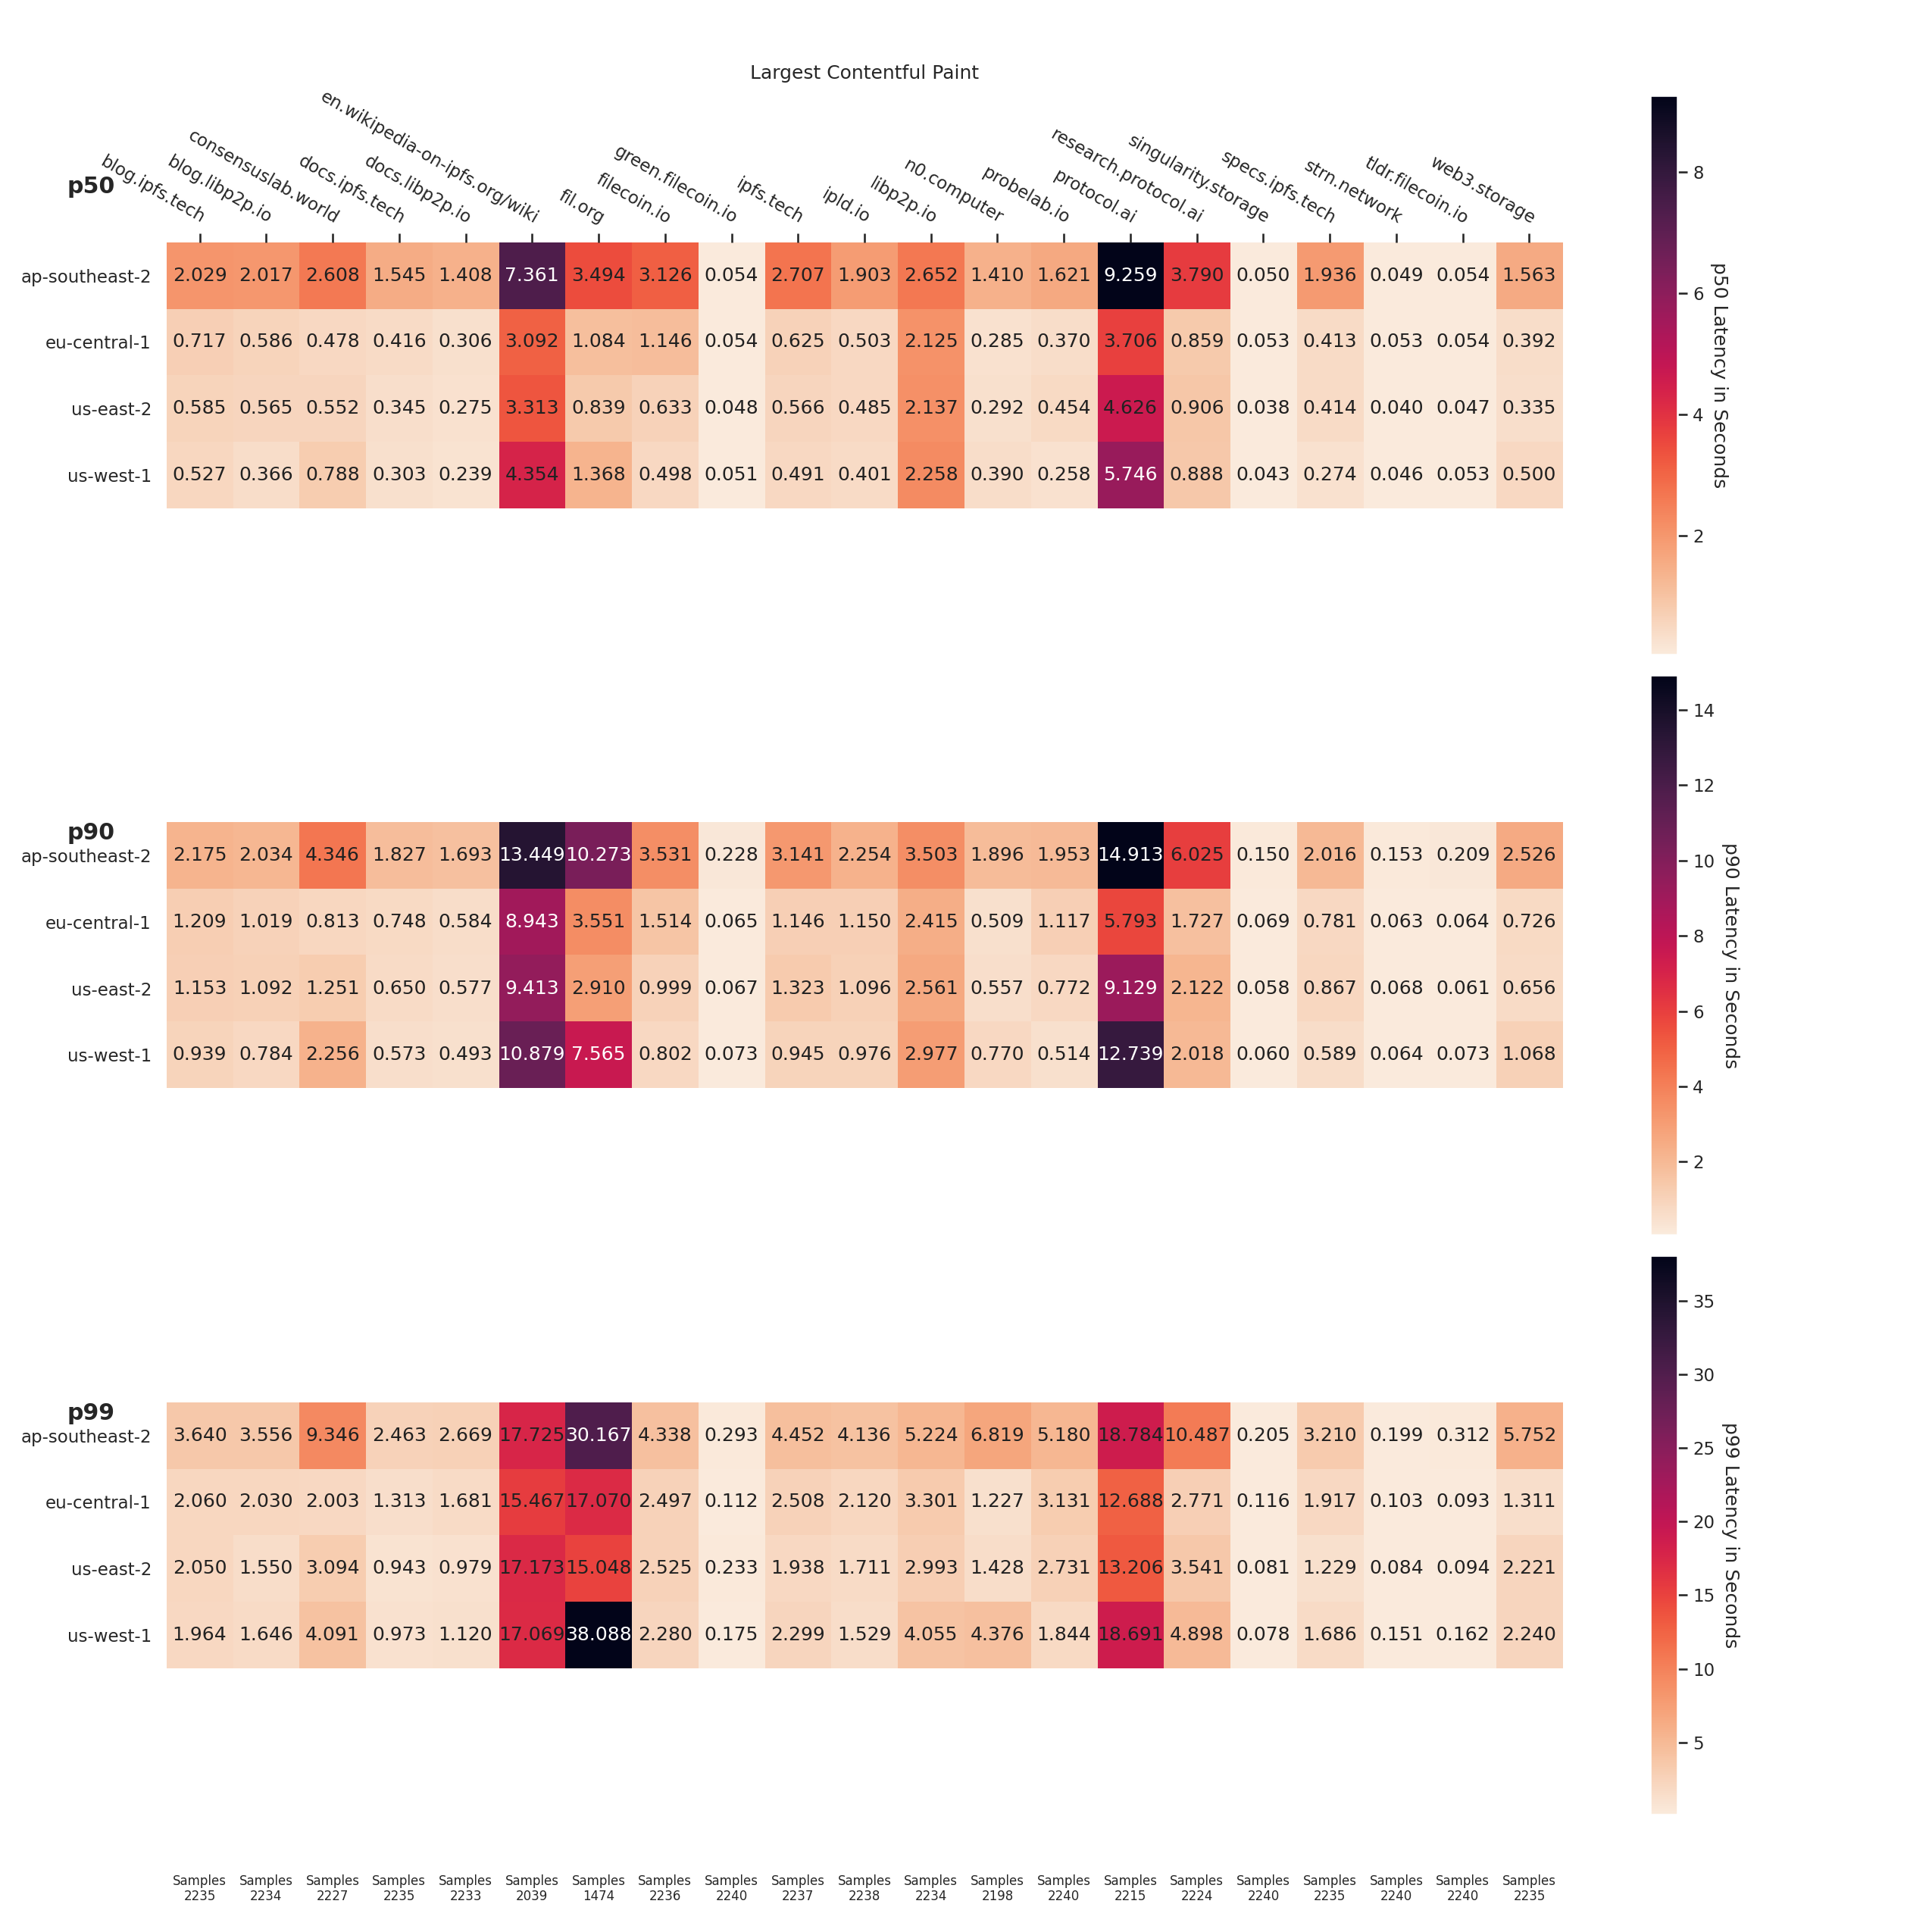 Largest Contentful Paint
p50
blog.ipfs.tech
blog.libp2p.io
consensuslab.world
docs.ipfs.tech
docs.libp2p.io
en.wikipedia-on-ipfs.org/wiki
fil.org
filecoin.io
green.filecoin.io
ipfs.tech
ipld.io
libp2p.io
n0.computer
probelab.io
protocol.ai
research.protocol.ai
singularity.storage
specs.ipfs.tech
strn.network
tldr.filecoin.io
web3.storage
ap-southeast-2 2.029 2.017 2.608 1.545 1.408 7.361 3.494 3.126 0.054 2.707 1.903 2.652 1.410 1.621 9.259 3.790 0.050 1.936 0.049 0.054 1.563
eu-central-1 0.717 0.586 0.478 0.416 0.306 3.092 1.084 1.146 0.054 0.625 0.503 2.125 0.285 0.370 3.706 0.859 0.053 0.413 0.053 0.054 0.392
us-east-2 0.585 0.565 0.552 0.345 0.275 3.313 0.839 0.633 0.048 0.566 0.485 2.137 0.292 0.454 4.626 0.906 0.038 0.414 0.040 0.047 0.335
us-west-1 0.527 0.366 0.788 0.303 0.239 4.354 1.368 0.498 0.051 0.491 0.401 2.258 0.390 0.258 5.746 0.888 0.043 0.274 0.046 0.053 0.500
8
6
4
2
p50 Latency in Seconds
p90
ap-southeast-2 2.175 2.034 4.346 1.827 1.693 13.449 10.273 3.531 0.228 3.141 2.254 3.503 1.896 1.953 14.913 6.025 0.150 2.016 0.153 0.209 2.526
eu-central-1 1.209 1.019 0.813 0.748 0.584 8.943 3.551 1.514 0.065 1.146 1.150 2.415 0.509 1.117 5.793 1.727 0.069 0.781 0.063 0.064 0.726
us-east-2 1.153 1.092 1.251 0.650 0.577 9.413 2.910 0.999 0.067 1.323 1.096 2.561 0.557 0.772 9.129 2.122 0.058 0.867 0.068 0.061 0.656
us-west-1 0.939 0.784 2.256 0.573 0.493 10.879 7.565 0.802 0.073 0.945 0.976 2.977 0.770 0.514 12.739 2.018 0.060 0.589 0.064 0.073 1.068
14
12
10
8
6
4
2
p90 Latency in Seconds
p99
ap-southeast-2 3.640 3.556 9.346 2.463 2.669 17.725 30.167 4.338 0.293 4.452 4.136 5.224 6.819 5.180 18.784 10.487 0.205 3.210 0.199 0.312 5.752
eu-central-1 2.060 2.030 2.003 1.313 1.681 15.467 17.070 2.497 0.112 2.508 2.120 3.301 1.227 3.131 12.688 2.771 0.116 1.917 0.103 0.093 1.311
us-east-2 2.050 1.550 3.094 0.943 0.979 17.173 15.048 2.525 0.233 1.938 1.711 2.993 1.428 2.731 13.206 3.541 0.081 1.229 0.084 0.094 2.221
us-west-1 1.964 1.646 4.091 0.973 1.120 17.069 38.088 2.280 0.175 2.299 1.529 4.055 4.376 1.844 18.691 4.898 0.078 1.686 0.151 0.162 2.240
35
30
25
20
15
10
5
p99 Latency in Seconds
Samples Samples Samples Samples Samples Samples Samples Samples Samples Samples Samples Samples Samples Samples Samples Samples Samples Samples Samples Samples Samples
2235 2234 2227 2235 2233 2039 1474 2236 2240 2237 2238 2234 2198 2240 2215 2224 2240 2235 2240 2240 2235